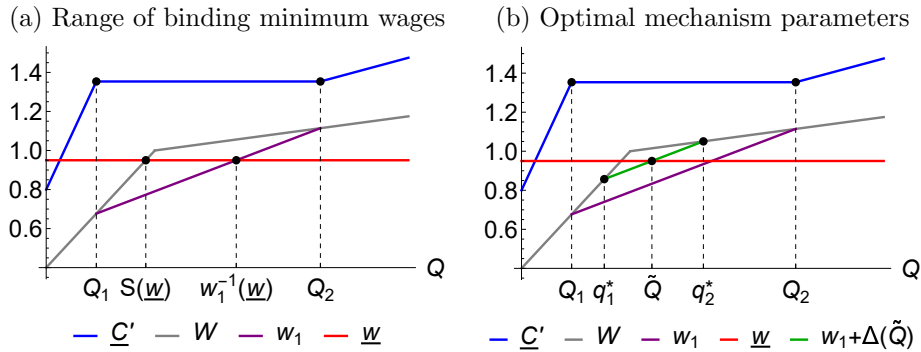 (a) Range of binding minimum wages
1.4
1.2
1.0
0.8
0.6
Q
Q₁ S(w̲) w₁⁻¹(w̲) Q₂
C̲′ W w₁ w̲
(b) Optimal mechanism parameters
1.4
1.2
1.0
0.8
0.6
Q
Q₁ q₁* Q̃ q₂* Q₂
C̲′ W w₁ w̲ w₁+Δ(Q̃)